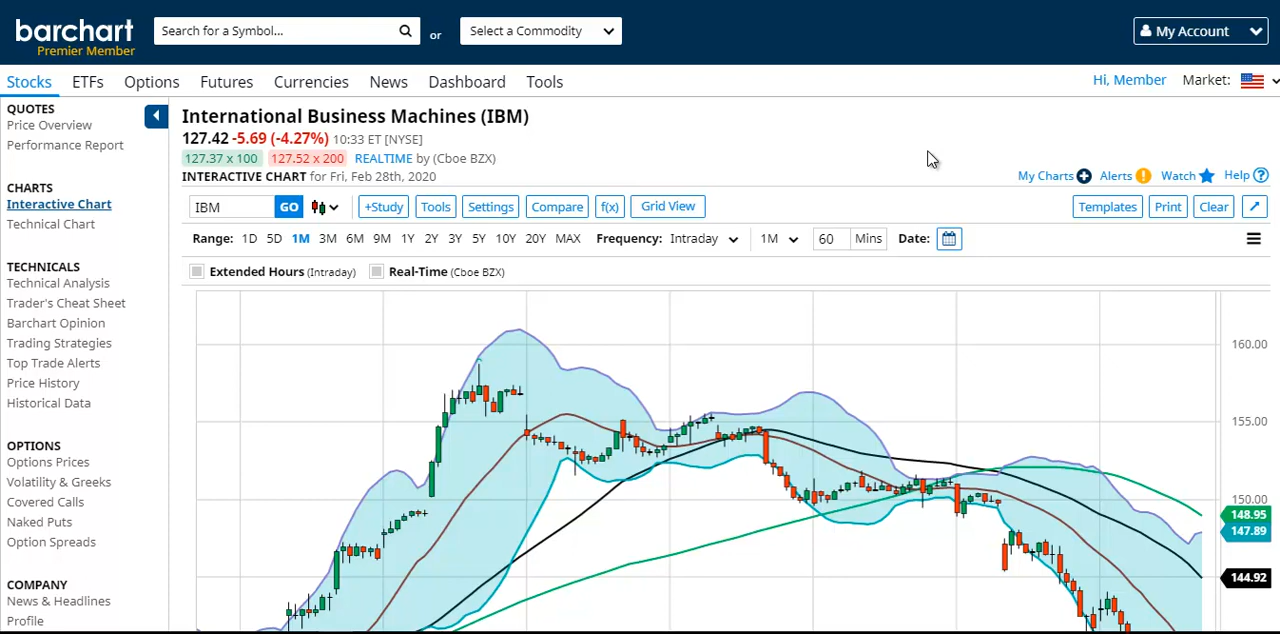 barchart
Premier Member
Search for a Symbol...
or
Select a Commodity
My Account
Stocks ETFs Options Futures Currencies News Dashboard Tools
Hi, Member Market:
QUOTES
Price Overview
Performance Report
CHARTS
Interactive Chart
Technical Chart
TECHNICALS
Technical Analysis
Trader's Cheat Sheet
Barchart Opinion
Trading Strategies
Top Trade Alerts
Price History
Historical Data
OPTIONS
Options Prices
Volatility & Greeks
Covered Calls
Naked Puts
Option Spreads
COMPANY
News & Headlines
Profile
International Business Machines (IBM)
127.42 -5.69 (-4.27%) 10:33 ET [NYSE]
127.37 x 100 127.52 x 200 REALTIME by (Cboe BZX)
INTERACTIVE CHART for Fri, Feb 28th, 2020
My Charts Alerts Watch Help
IBM GO +Study Tools Settings Compare f(x) Grid View Templates Print Clear
Range: 1D 5D 1M 3M 6M 9M 1Y 2Y 3Y 5Y 10Y 20Y MAX Frequency: Intraday 1M 60 Mins Date:
Extended Hours (Intraday) Real-Time (Cboe BZX)
160.00
155.00
150.00
148.95
147.89
144.92